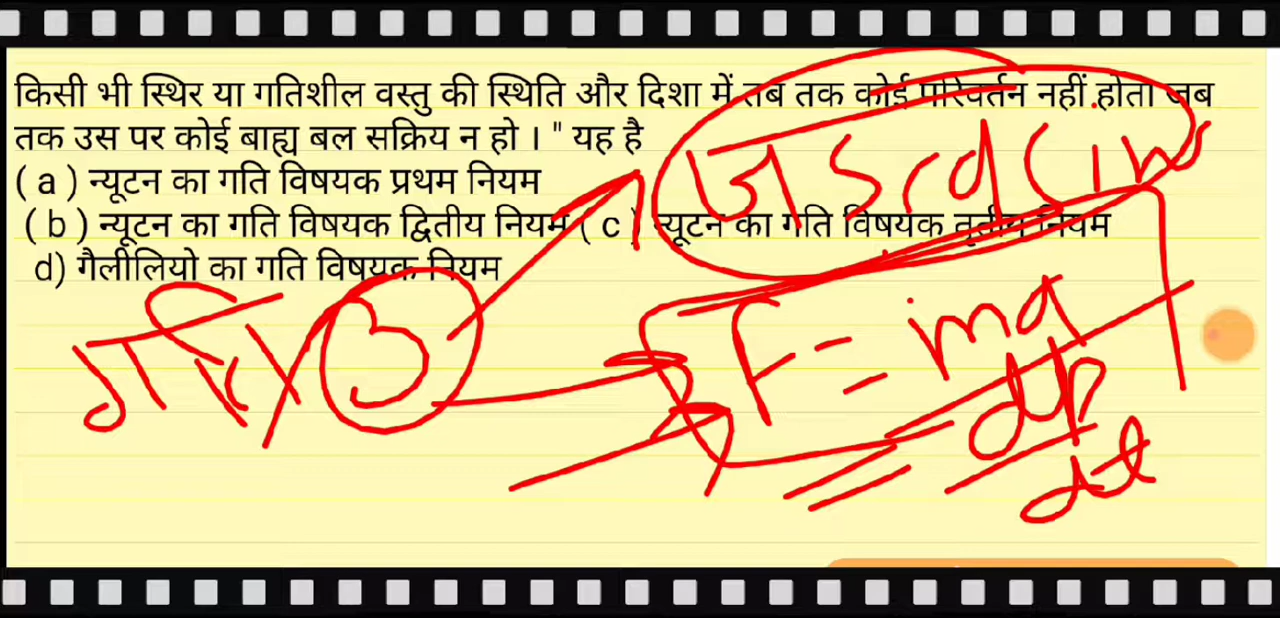 किसी भी स्थिर या गतिशील वस्तु की स्थिति और दिशा में तब तक कोई परिवर्तन नहीं होता जब
तक उस पर कोई बाह्य बल सक्रिय न हो । " यह है
( a ) न्यूटन का गति विषयक प्रथम नियम
( b ) न्यूटन का गति विषयक द्वितीय नियम ( c ) न्यूटन का गति विषयक तृतीय नियम
d) गैलीलियो का गति विषयक नियम
3
F = ma
= dp
dt